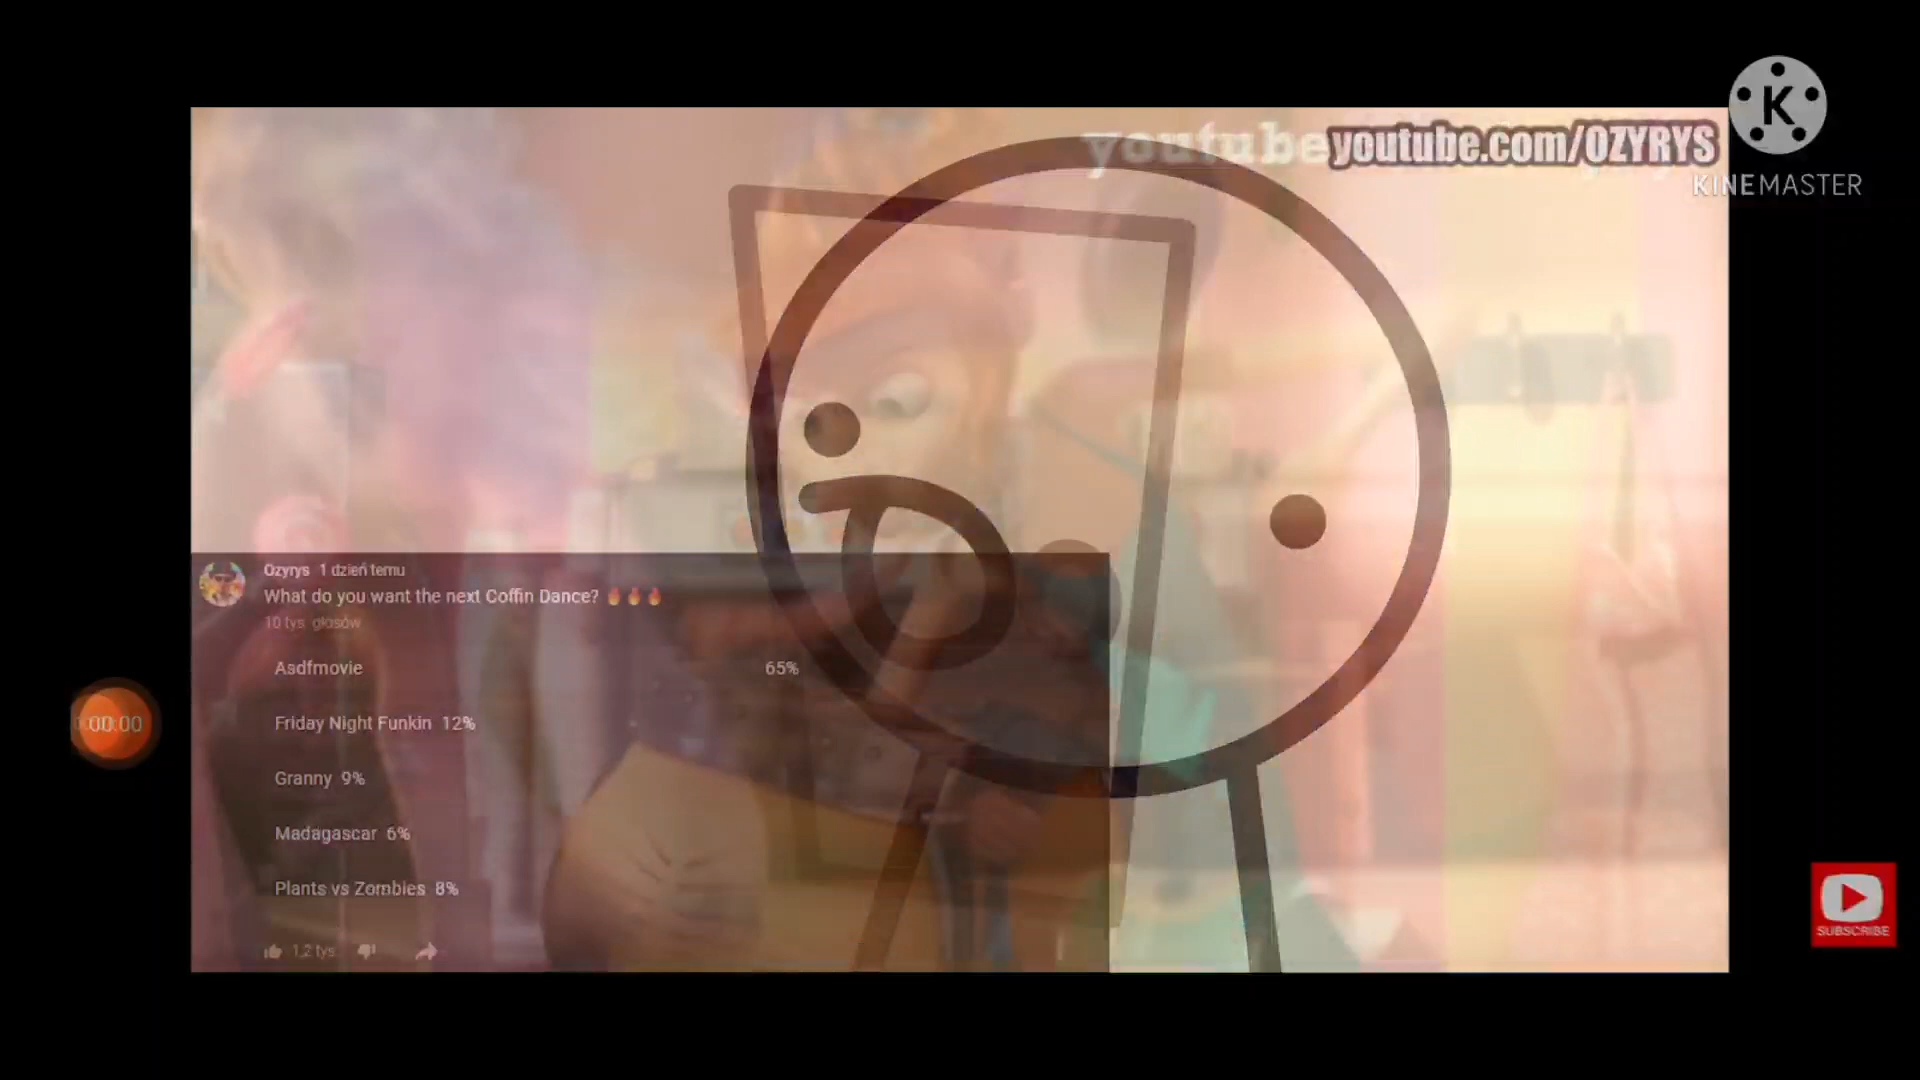 youtube
youtube.com/OZYRYS
KINEMASTER
Ozyrys 1 dzień temu
What do you want the next Coffin Dance? 🔥🔥🔥
10 tys. głosów
Asdfmovie 65%
Friday Night Funkin 12%
00:00
Granny 9%
Madagascar 6%
Plants vs Zombies 8%
SUBSCRIBE
1,2 tys.